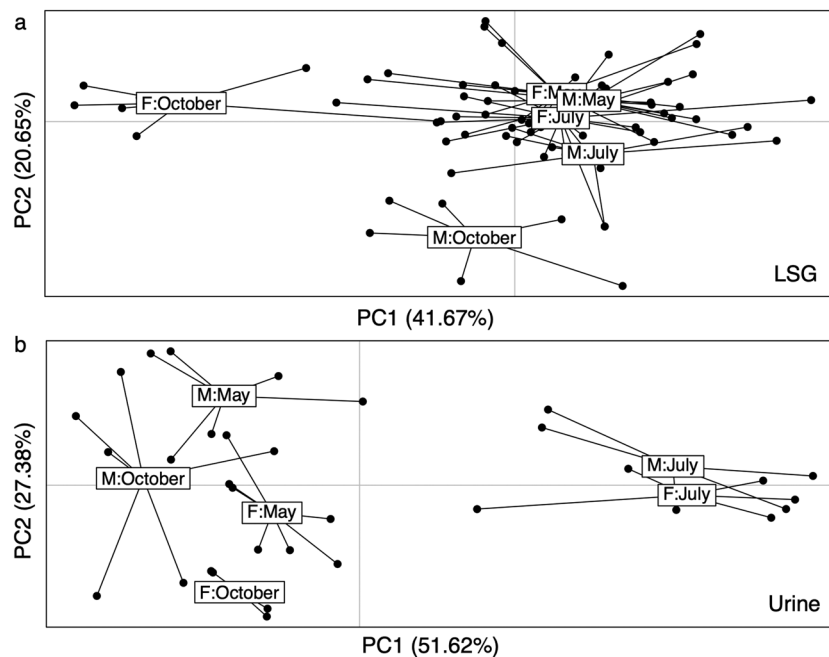 a
F:October
F:M
M:May
F:July
M:July
M:October
LSG
PC2 (20.65%)
PC1 (41.67%)
b
M:May
M:October
F:May
F:October
M:July
F:July
Urine
PC2 (27.38%)
PC1 (51.62%)